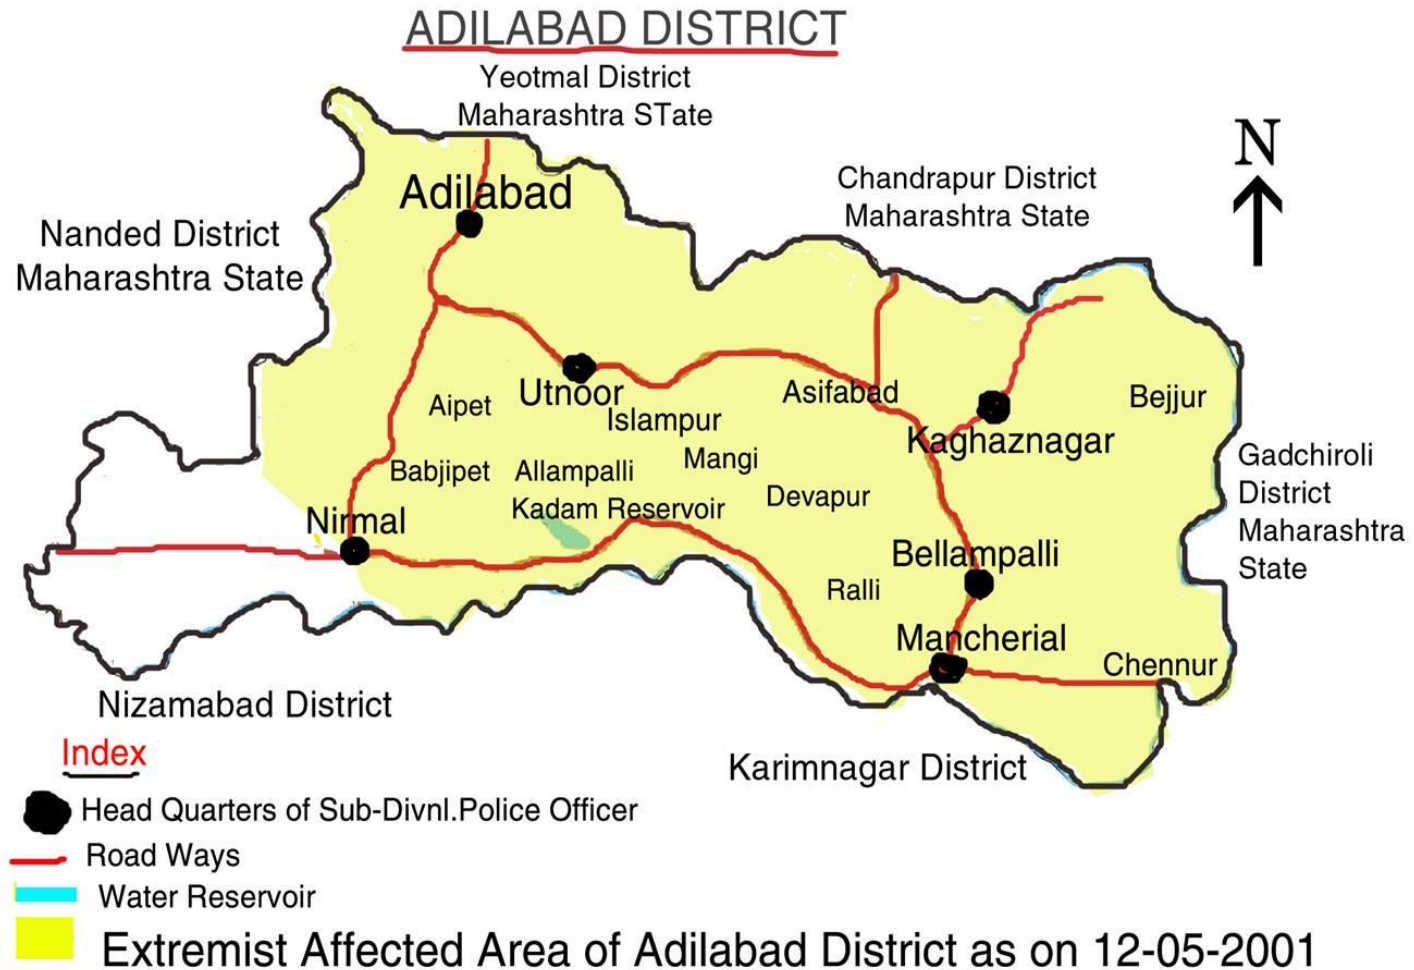 ADILABAD DISTRICT
Yeotmal District
Maharashtra STate
N
Chandrapur District
Maharashtra State
Adilabad
Nanded District
Maharashtra State
Utnoor
Asifabad
Aipet
Islampur
Bejjur
Kaghaznagar
Mangi
Babjipet
Allampalli
Gadchiroli
District
Maharashtra
State
Devapur
Kadam Reservoir
Nirmal
Bellampalli
Ralli
Mancherial
Chennur
Nizamabad District
Karimnagar District
Index
Head Quarters of Sub-Divnl.Police Officer
Road Ways
Water Reservoir
Extremist Affected Area of Adilabad District as on 12-05-2001